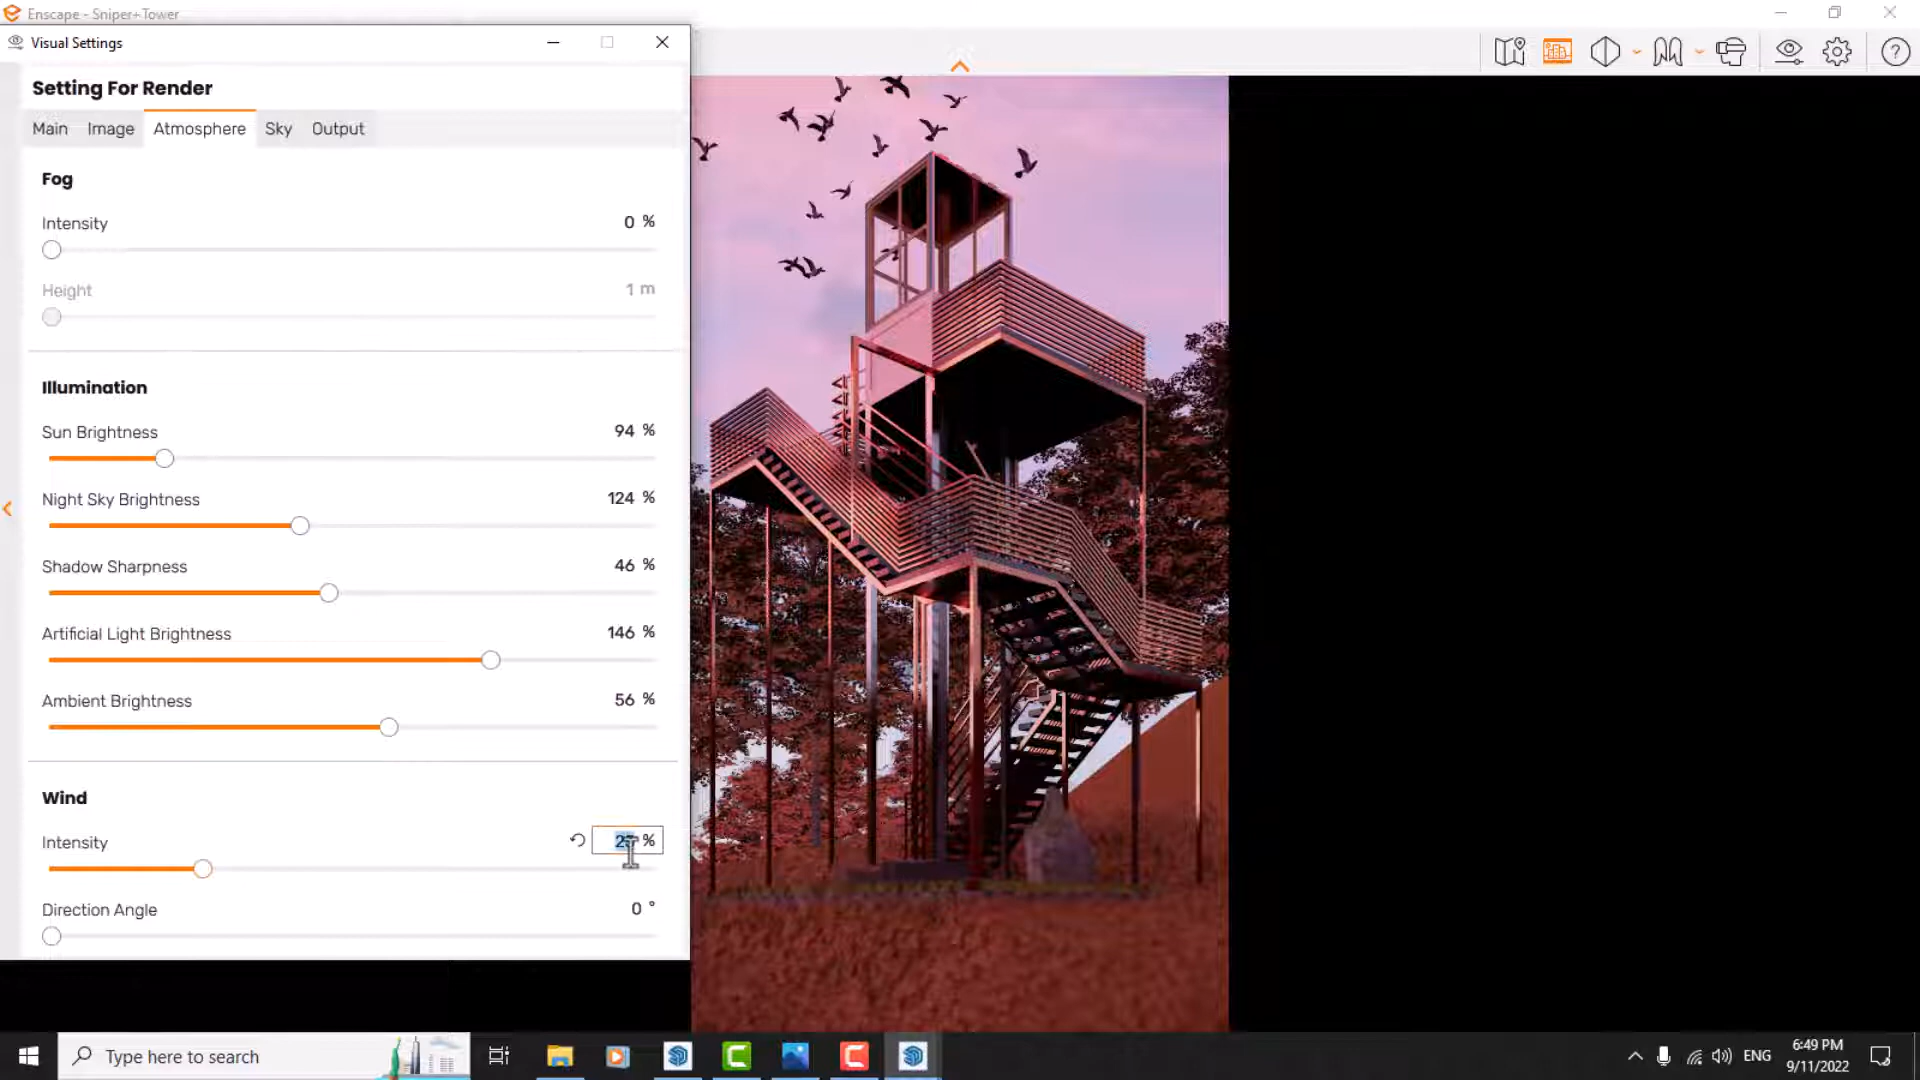 Enscape - Sniper+Tower
Visual Settings
Setting For Render
Main Image Atmosphere Sky Output
Fog
Intensity 0 %
Height 1 m
Illumination
Sun Brightness 94 %
Night Sky Brightness 124 %
Shadow Sharpness 46 %
Artificial Light Brightness 146 %
Ambient Brightness 56 %
Wind
Intensity %
Direction Angle 0 °
Type here to search
ENG
6:49 PM
9/11/2022